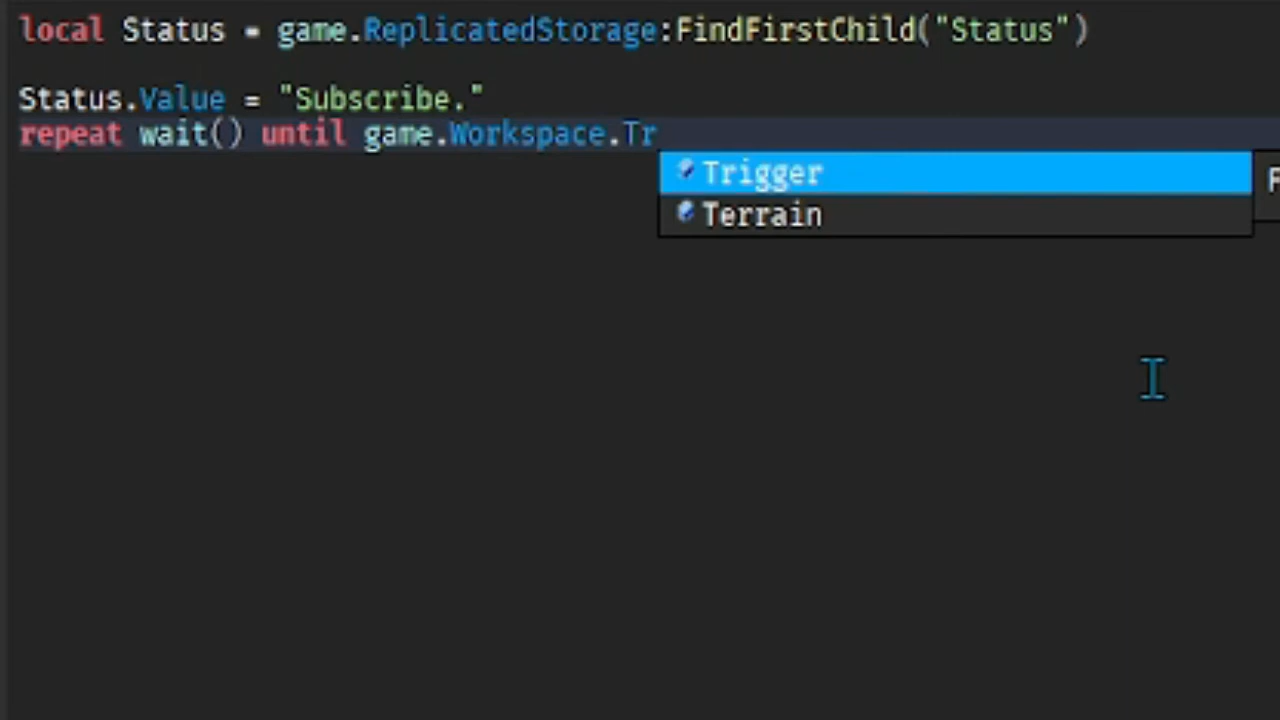 local Status = game.ReplicatedStorage:FindFirstChild("Status")
Status.Value = "Subscribe."
repeat wait() until game.Workspace.Tr
Trigger
Terrain